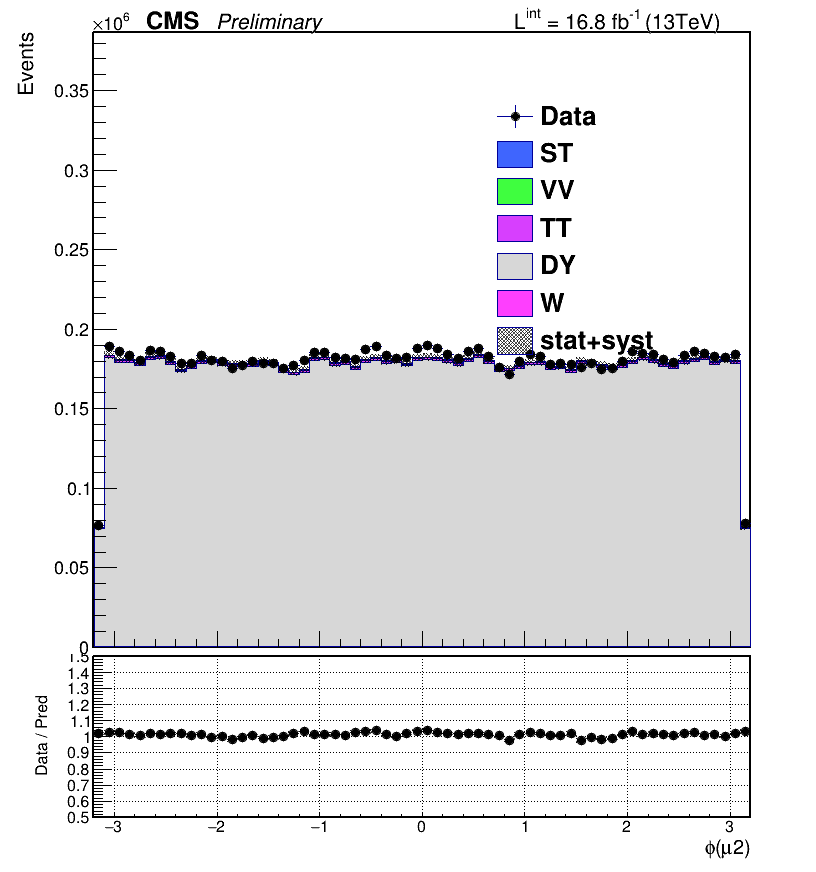 ×10⁶ CMS Preliminary L^int = 16.8 fb⁻¹ (13TeV)
Events
0.35
0.3
0.25
0.2
0.15
0.1
0.05
0
Data
ST
VV
TT
DY
W
stat+syst
Data / Pred
1.5
1.4
1.3
1.2
1.1
1
0.9
0.8
0.7
0.6
0.5
−3 −2 −1 0 1 2 3
ϕ(μ2)